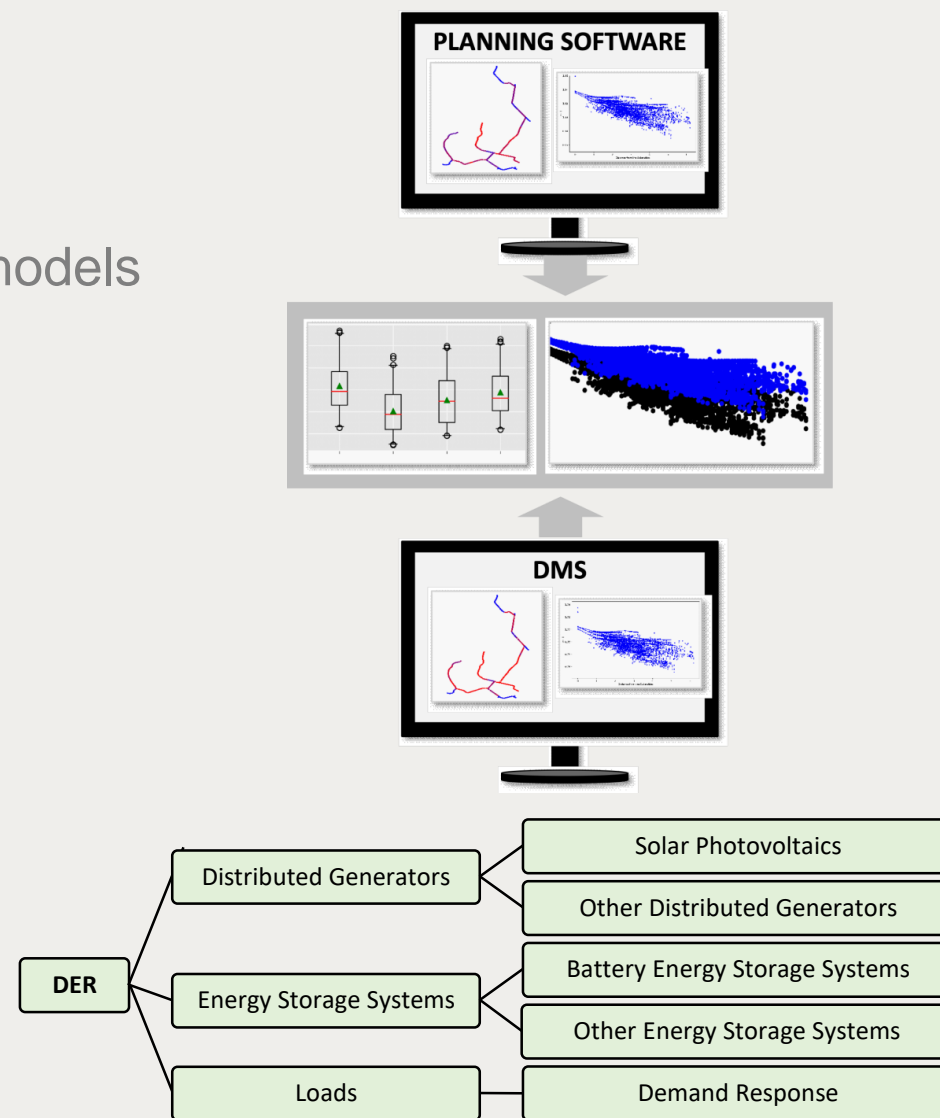 PLANNING SOFTWARE
models
DMS
DER
Distributed Generators
Solar Photovoltaics
Other Distributed Generators
Energy Storage Systems
Battery Energy Storage Systems
Other Energy Storage Systems
Loads
Demand Response